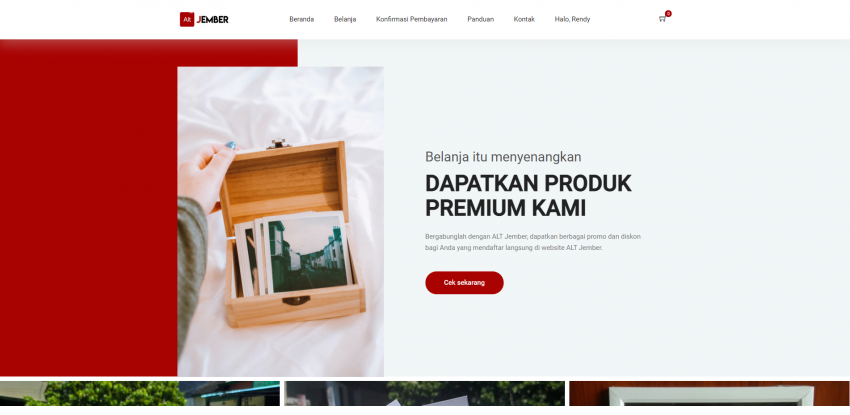 Alt JEMBER
Beranda
Belanja
Konfirmasi Pembayaran
Panduan
Kontak
Halo, Rendy
0
Belanja itu menyenangkan
DAPATKAN PRODUK
PREMIUM KAMI
Bergabunglah dengan ALT Jember, dapatkan berbagai promo dan diskon
bagi Anda yang mendaftar langsung di website ALT Jember.
Cek sekarang